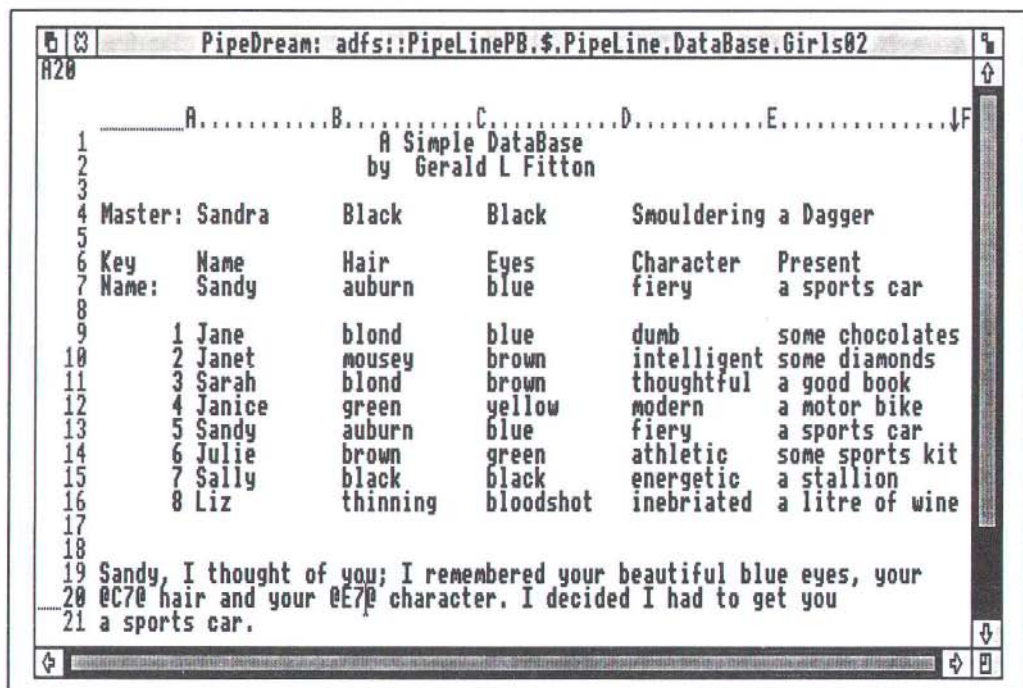 PipeDream: adfs::PipeLinePB.$.PipeLine.DataBase.Girls02
A20
A...........B...........C...........D...........E..............↓F
1 A Simple DataBase
2 by Gerald L Fitton
3
4 Master: Sandra Black Black Smouldering a Dagger
5
6 Key Name Hair Eyes Character Present
7 Name: Sandy auburn blue fiery a sports car
8
9 1 Jane blond blue dumb some chocolates
10 2 Janet mousey brown intelligent some diamonds
11 3 Sarah blond brown thoughtful a good book
12 4 Janice green yellow modern a motor bike
13 5 Sandy auburn blue fiery a sports car
14 6 Julie brown green athletic some sports kit
15 7 Sally black black energetic a stallion
16 8 Liz thinning bloodshot inebriated a litre of wine
17
18
19 Sandy, I thought of you; I remembered your beautiful blue eyes, your
20 @C7@ hair and your @E7@ character. I decided I had to get you
21 a sports car.